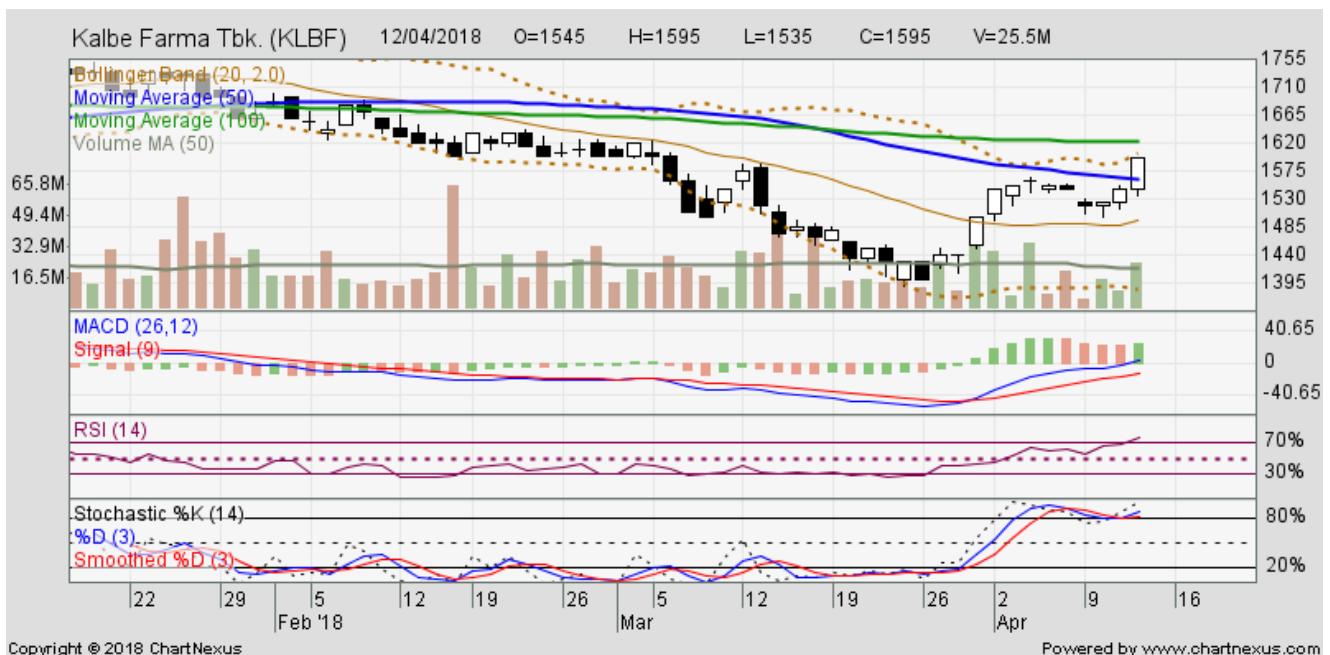 Kalbe Farma Tbk. (KLBF) 12/04/2018 O=1545 H=1595 L=1535 C=1595 V=25.5M
Bollinger Band (20, 2.0)
Moving Average (50)
Moving Average (100)
Volume MA (50)
65.8M
49.4M
32.9M
16.5M
1755
1710
1665
1620
1575
1530
1485
1440
1395
MACD (26,12)
Signal (9)
40.65
0
-40.65
RSI (14)
70%
30%
Stochastic %K (14)
%D (3)
Smoothed %D (3)
80%
20%
22 29 5 12 19 26 5 12 19 26 2 9 16
Feb '18 Mar Apr
Copyright © 2018 ChartNexus Powered by www.chartnexus.com